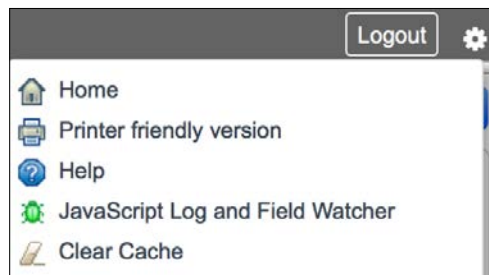 Logout
Home
Printer friendly version
Help
JavaScript Log and Field Watcher
Clear Cache